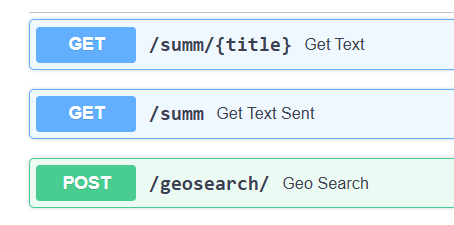 GET /summ/{title} Get Text
GET /summ Get Text Sent
POST /geosearch/ Geo Search